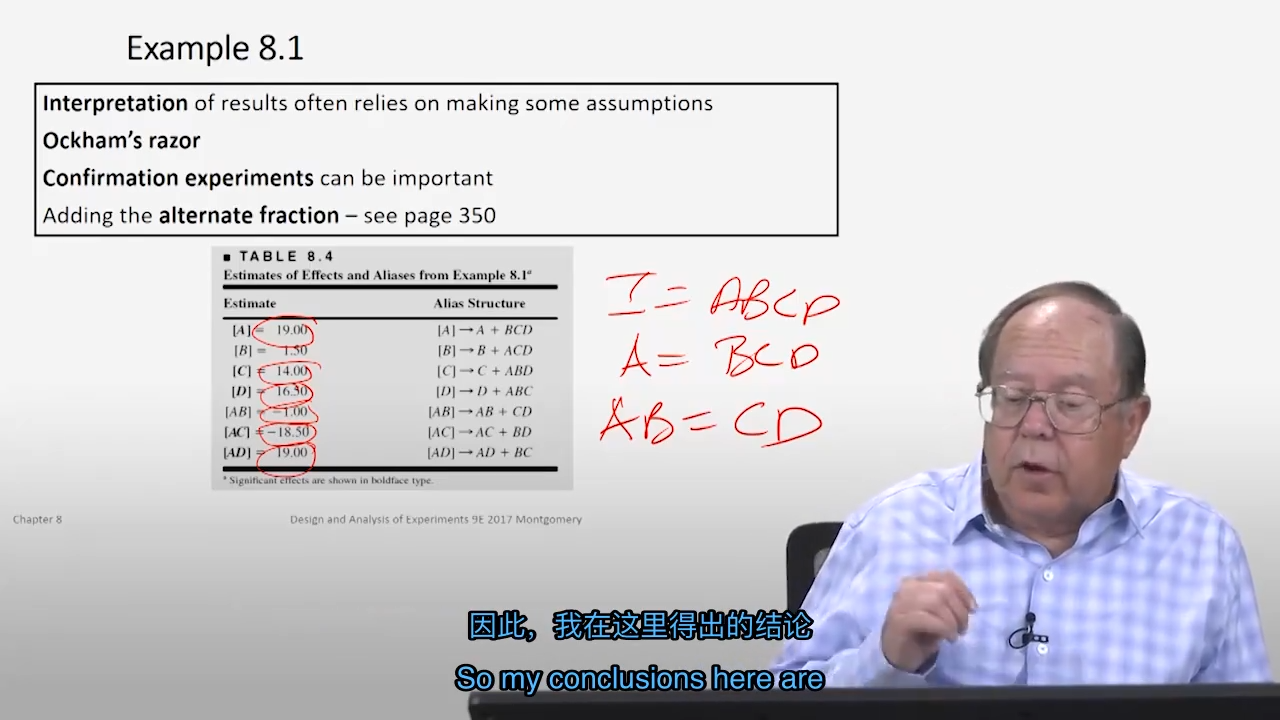 Example 8.1
Interpretation of results often relies on making some assumptions
Ockham's razor
Confirmation experiments can be important
Adding the alternate fraction – see page 350
■ TABLE 8.4
Estimates of Effects and Aliases from Example 8.1ᵃ
Estimate Alias Structure
[A] = 19.00 [A] → A + BCD
[B] = 1.50 [B] → B + ACD
[C] = 14.00 [C] → C + ABD
[D] = 16.50 [D] → D + ABC
[AB] = −1.00 [AB] → AB + CD
[AC] = −18.50 [AC] → AC + BD
[AD] = 19.00 [AD] → AD + BC
ᵃ Significant effects are shown in boldface type.
I = ABCD
A = BCD
AB = CD
Chapter 8
Design and Analysis of Experiments 9E 2017 Montgomery
因此，我在这里得出的结论
So my conclusions here are